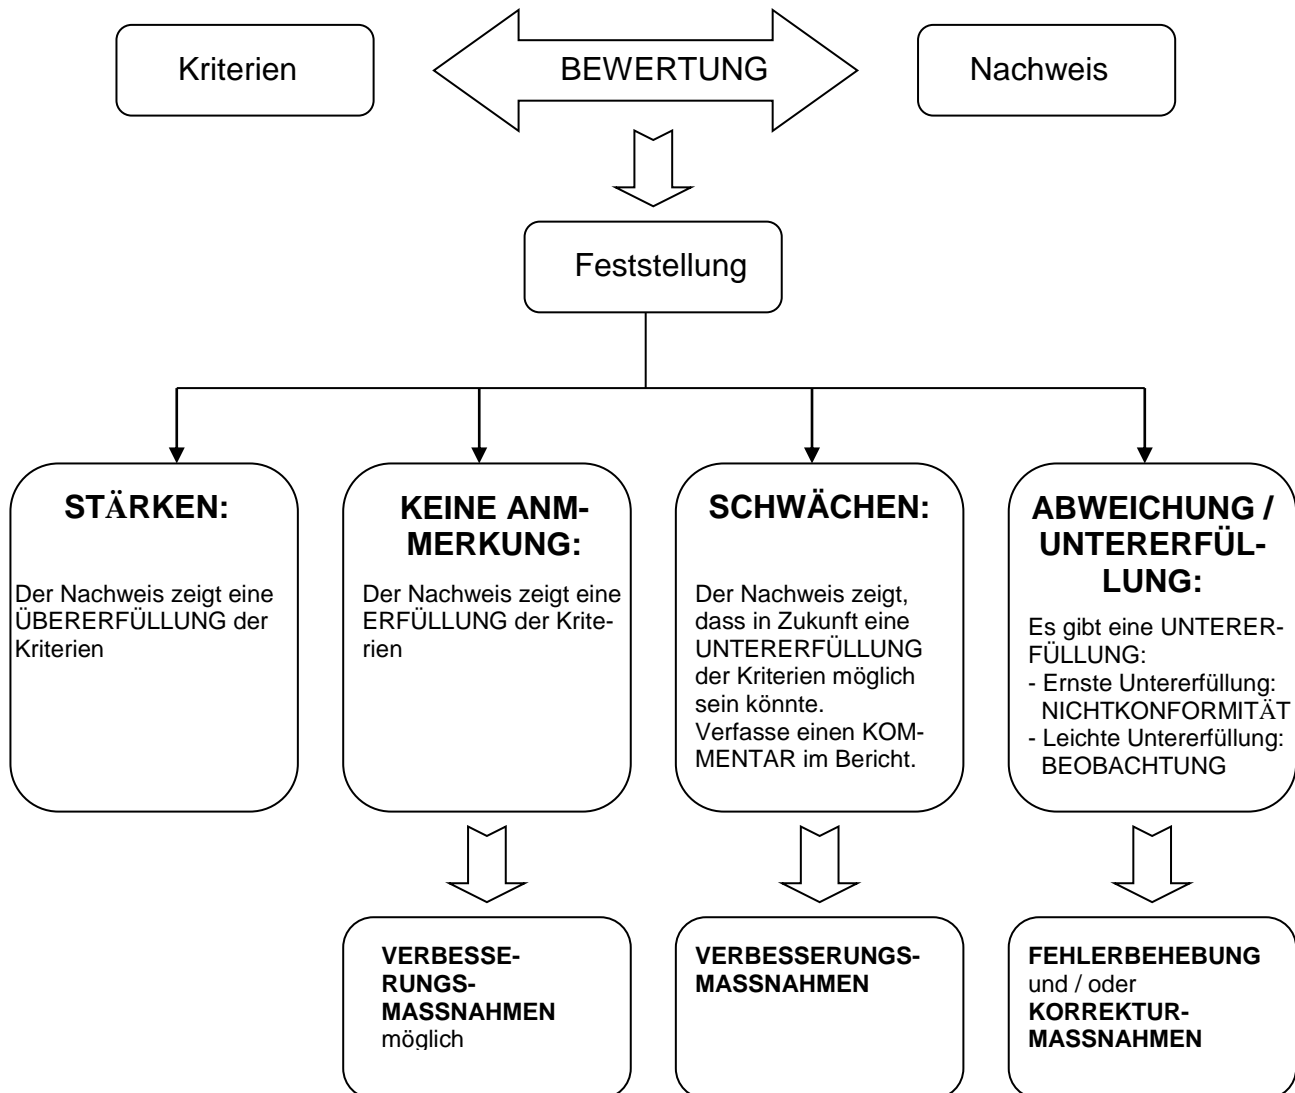 Kriterien
BEWERTUNG
Nachweis
Feststellung
STÄRKEN:
Der Nachweis zeigt eine
ÜBERERFÜLLUNG der
Kriterien
KEINE ANM-
MERKUNG:
Der Nachweis zeigt eine
ERFÜLLUNG der Krite-
rien
SCHWÄCHEN:
Der Nachweis zeigt,
dass in Zukunft eine
UNTERERFÜLLUNG
der Kriterien möglich
sein könnte.
Verfasse einen KOM-
MENTAR im Bericht.
ABWEICHUNG /
UNTERERFÜL-
LUNG:
Es gibt eine UNTERER-
FÜLLUNG:
- Ernste Untererfüllung:
NICHTKONFORMITÄT
- Leichte Untererfüllung:
BEOBACHTUNG
VERBESSE-
RUNGS-
MASSNAHMEN
möglich
VERBESSERUNGS-
MASSNAHMEN
FEHLERBEHEBUNG
und / oder
KORREKTUR-
MASSNAHMEN